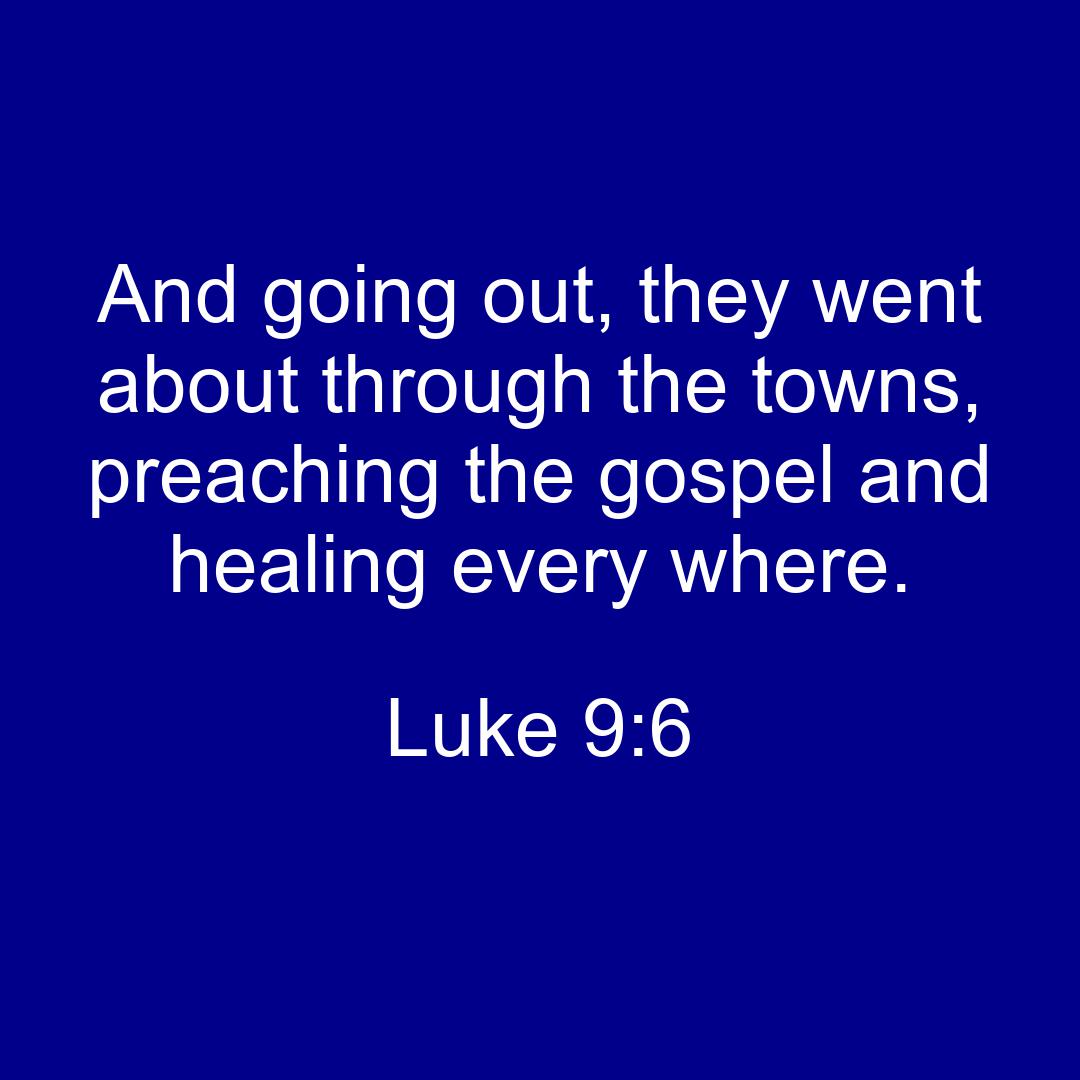 And going out, they went
about through the towns,
preaching the gospel and
healing every where.
Luke 9:6